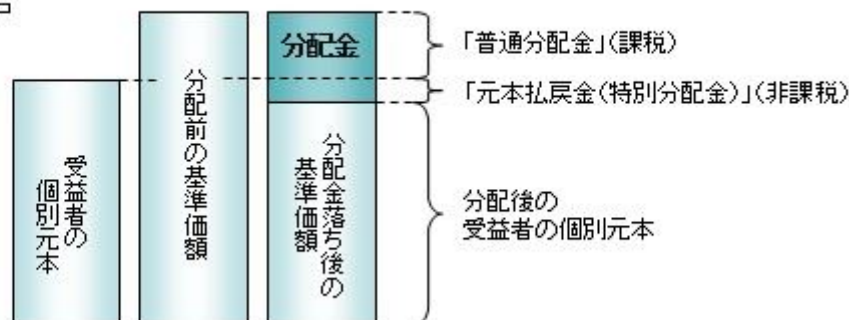 受益者の
個別元本
分配前の基準価額
分配金
分配金落ち後の
基準価額
「普通分配金」(課税)
「元本払戻金(特別分配金)」(非課税)
分配後の
受益者の個別元本